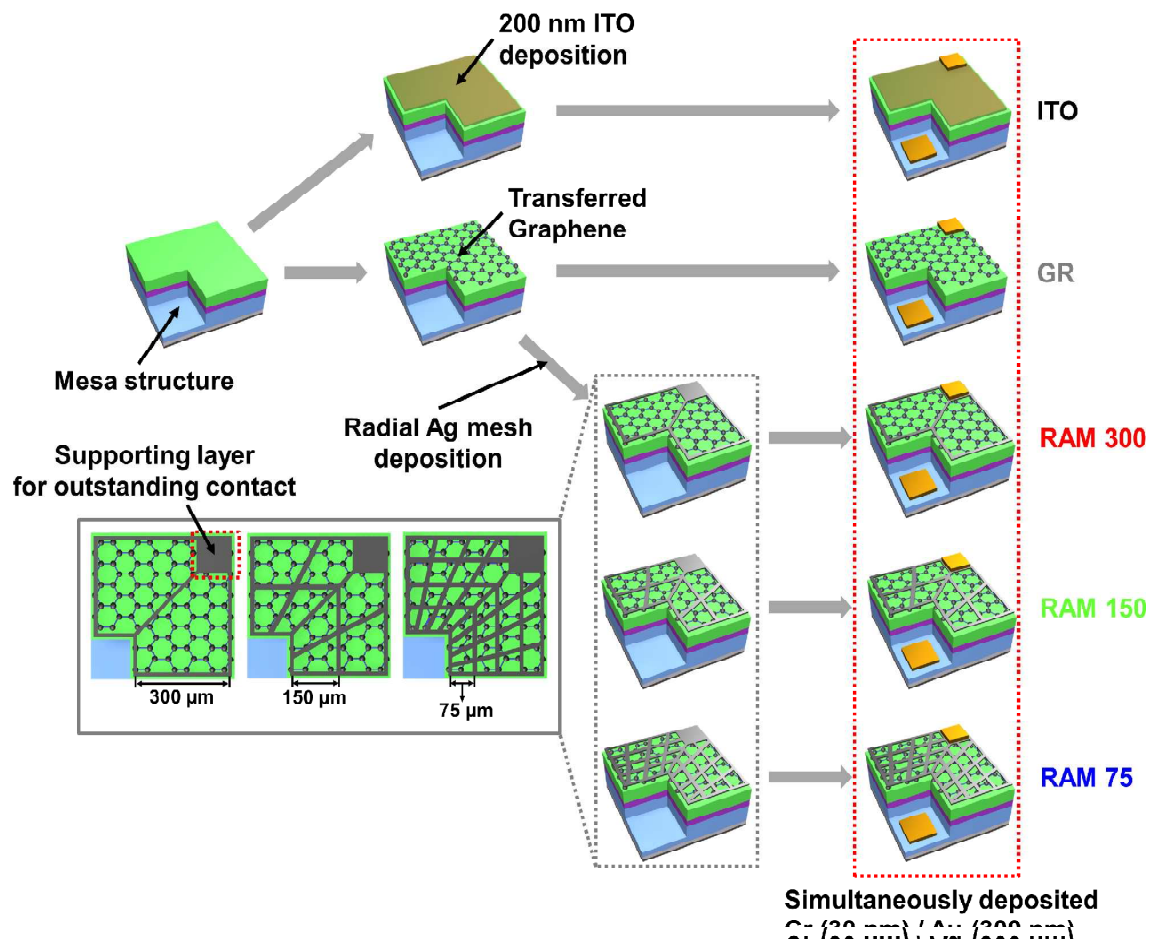 200 nm ITO
deposition
ITO
Transferred
Graphene
GR
Mesa structure
Radial Ag mesh
deposition
RAM 300
Supporting layer
for outstanding contact
RAM 150
300 µm
150 µm
75 µm
RAM 75
Simultaneously deposited